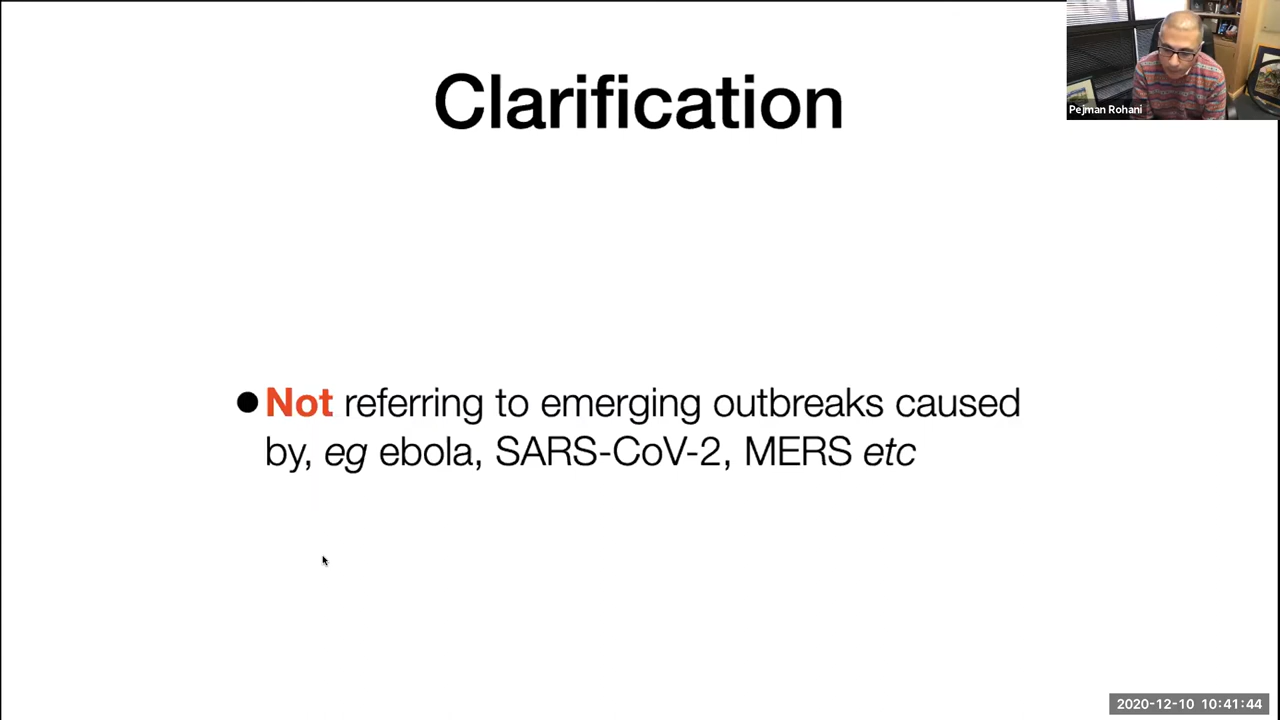 Clarification
Pejman Rohani
● Not referring to emerging outbreaks caused
by, eg ebola, SARS-CoV-2, MERS etc
2020-12-10 10:41:44